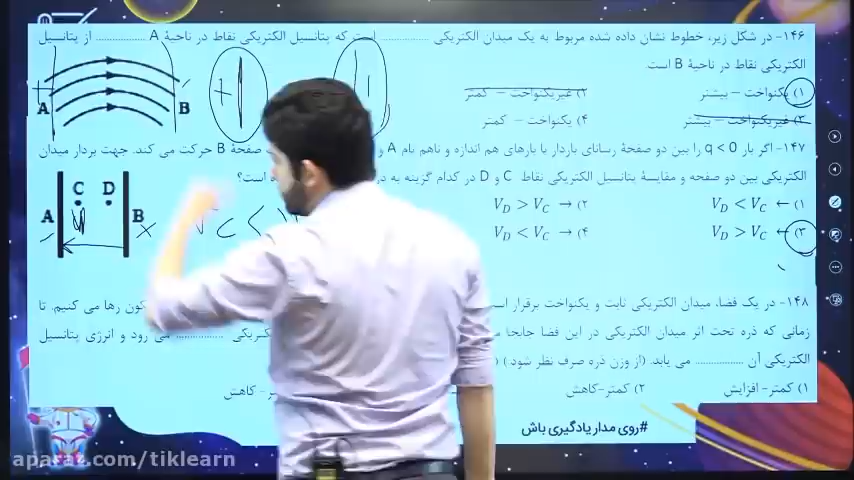 ۱۴۶- در شکل زیر، خطوط نشان داده شده مربوط به یک میدان الکتریکی .................. است که پتانسیل الکتریکی نقاط در ناحیهٔ A .................. از پتانسیل
الکتریکی نقاط در ناحیهٔ B است.
۱) یکنواخت – بیشتر
۲) غیریکنواخت – کمتر
۳) غیریکنواخت – بیشتر
۴) یکنواخت – کمتر
A
B
+
+
۱۴۷- اگر بار q < 0 را بین دو صفحهٔ رسانای باردار با بارهای هم اندازه و ناهم نام A و صفحهٔ B حرکت می کند. جهت بردار میدان
الکتریکی بین دو صفحه و مقایسهٔ پتانسیل الکتریکی نقاط C و D در کدام گزینه به است؟
۱) ← V_D < V_C
۲) → V_D > V_C
۳) ← V_D > V_C
۴) → V_D < V_C
A
C
D
B
۱۴۸- در یک فضا، میدان الکتریکی ثابت و یکنواخت برقرار رها می کنیم. تا
زمانی که ذره تحت اثر میدان الکتریکی در این فضا جابجا .................. می رود و انرژی پتانسیل
الکتریکی آن .................. می یابد. (از وزن ذره صرف نظر شود.)
۱) کمتر- افزایش
۲) کمتر-کاهش
کاهش
#روی مدار یادگیری باش
aparat.com/tiklearn